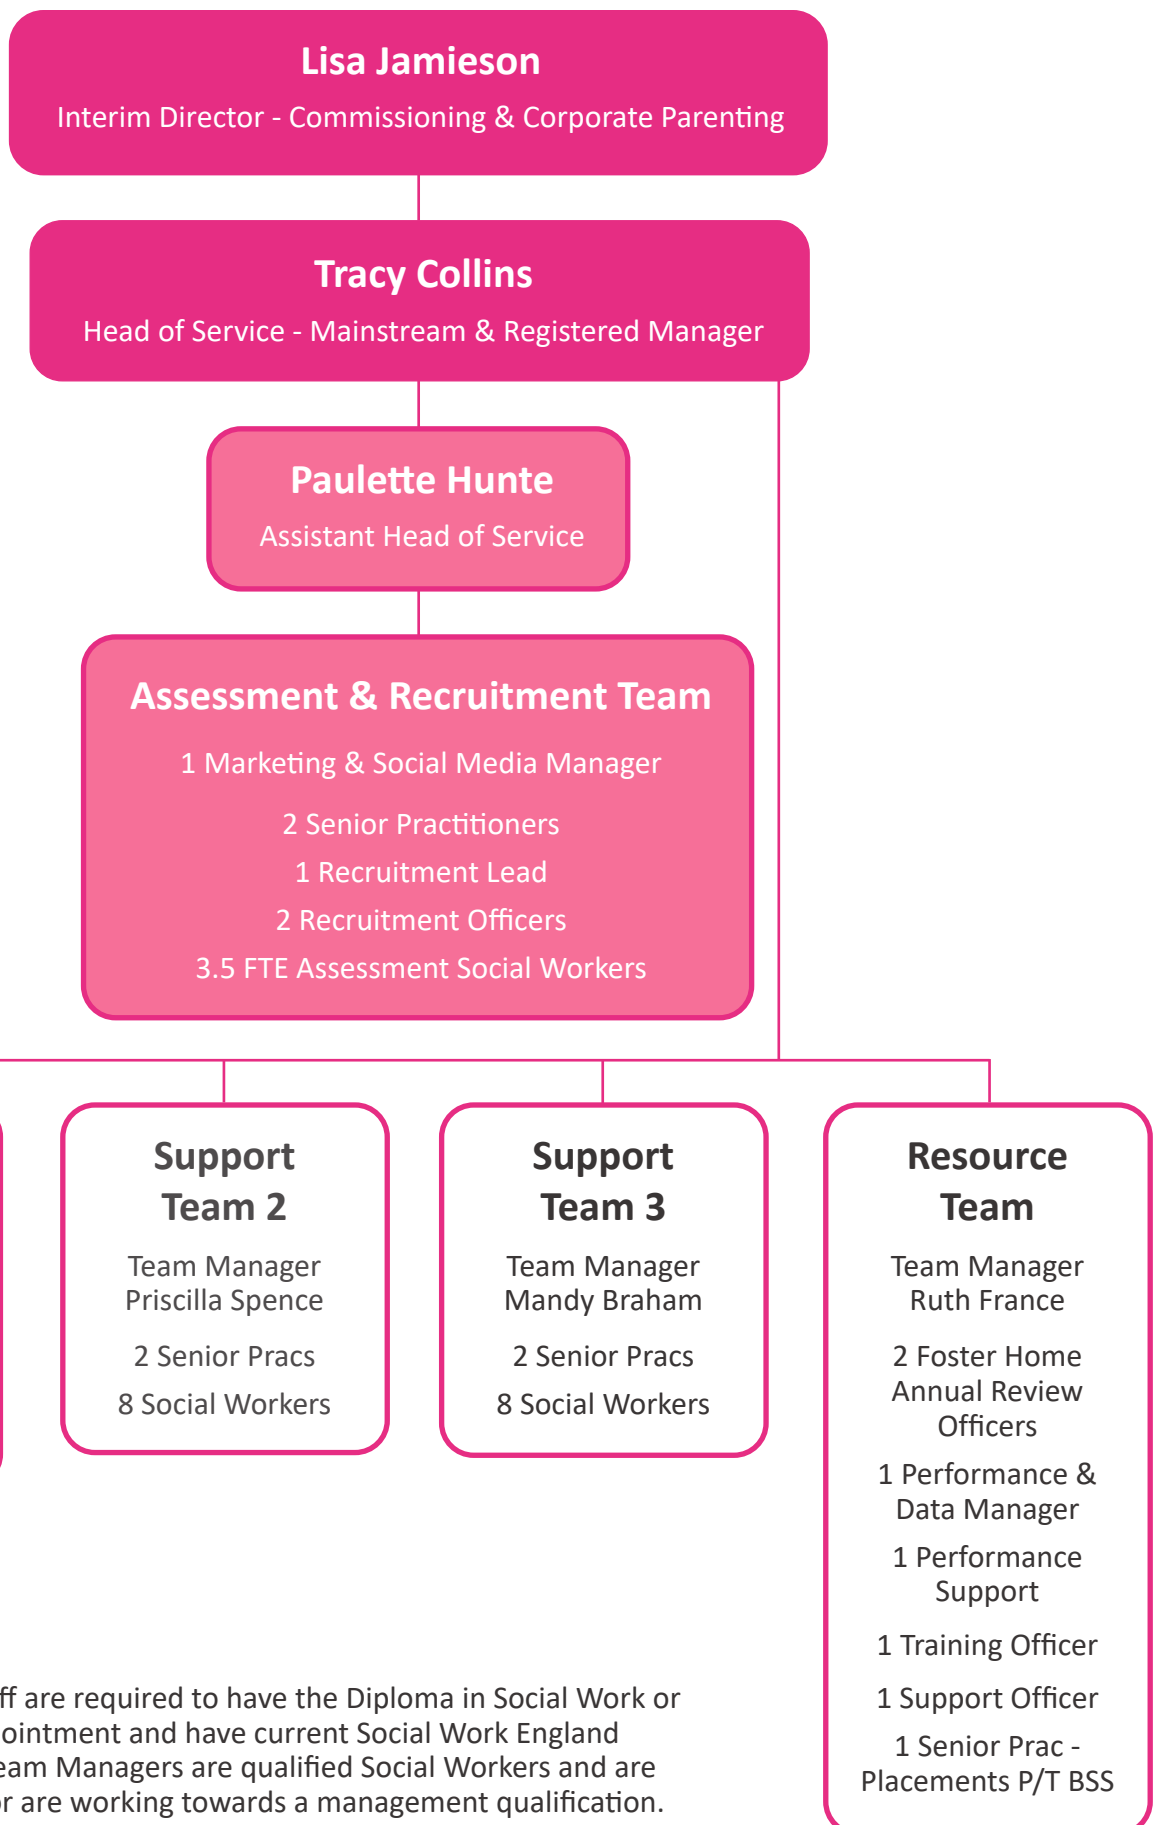 Lisa Jamieson
Interim Director - Commissioning & Corporate Parenting
Tracy Collins
Head of Service - Mainstream & Registered Manager
Paulette Hunte
Assistant Head of Service
Assessment & Recruitment Team
1 Marketing & Social Media Manager
2 Senior Practitioners
1 Recruitment Lead
2 Recruitment Officers
3.5 FTE Assessment Social Workers
Support
Team 2
Team Manager
Priscilla Spence
2 Senior Pracs
8 Social Workers
Support
Team 3
Team Manager
Mandy Braham
2 Senior Pracs
8 Social Workers
Resource
Team
Team Manager
Ruth France
2 Foster Home
Annual Review
Officers
1 Performance &
Data Manager
1 Performance
Support
1 Training Officer
1 Support Officer
1 Senior Prac -
Placements P/T BSS
are required to have the Diploma in Social Work or
and have current Social Work England
Managers are qualified Social Workers and are
or are working towards a management qualification.